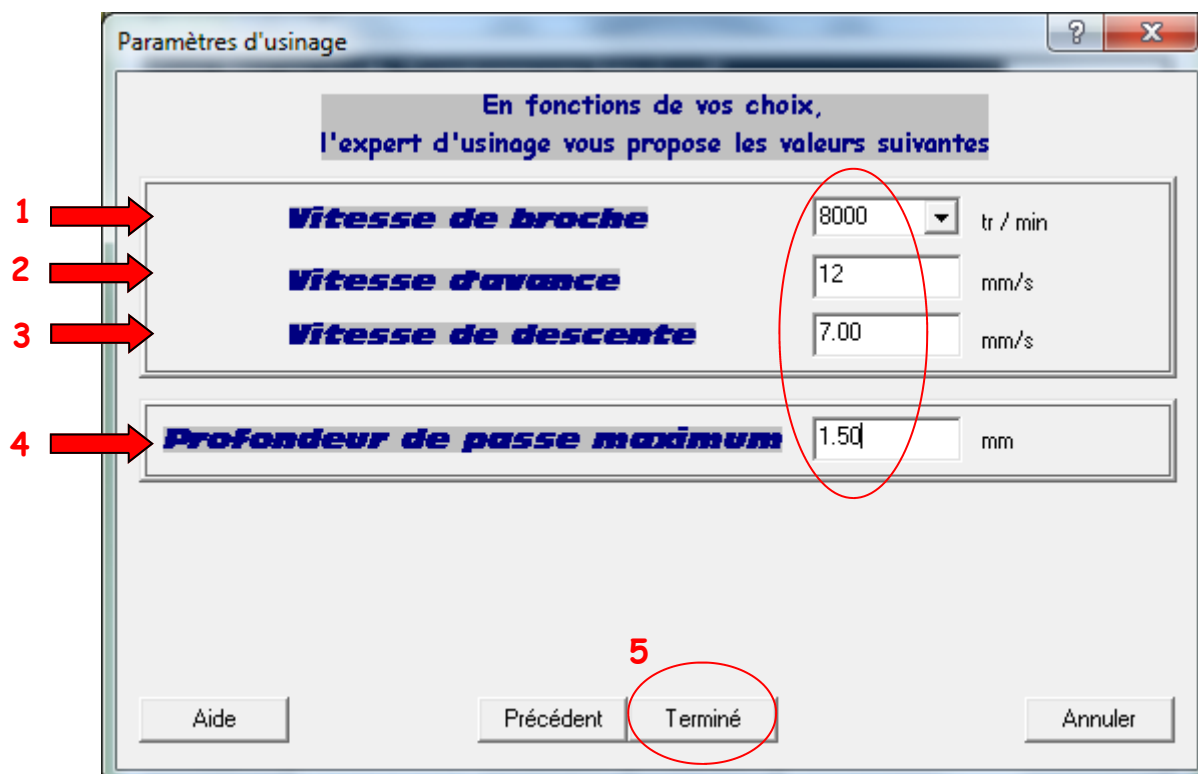 Paramètres d'usinage
En fonctions de vos choix,
l'expert d'usinage vous propose les valeurs suivantes
1 Vitesse de broche 8000 tr / min
2 Vitesse d'avance 12 mm/s
3 Vitesse de descente 7.00 mm/s
4 Profondeur de passe maximum 1.50 mm
5
Aide Précédent Terminé Annuler